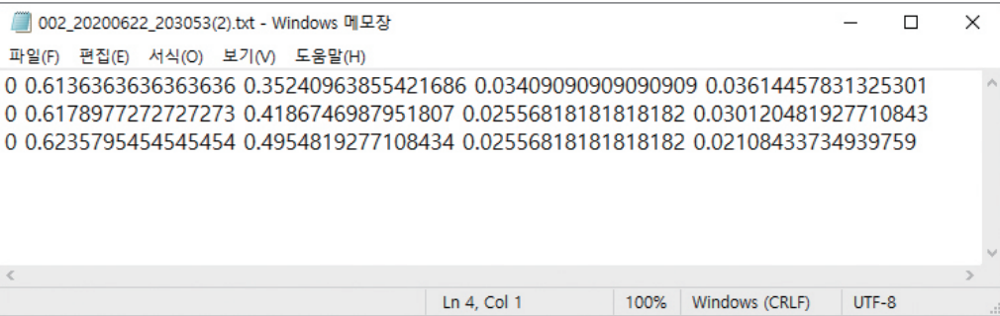 002_20200622_203053(2).txt - Windows 메모장
파일(F) 편집(E) 서식(O) 보기(V) 도움말(H)
0 0.6136363636363636 0.35240963855421686 0.03409090909090909 0.03614457831325301
0 0.6178977272727273 0.4186746987951807 0.02556818181818182 0.030120481927710843
0 0.6235795454545454 0.4954819277108434 0.02556818181818182 0.02108433734939759
Ln 4, Col 1 100% Windows (CRLF) UTF-8